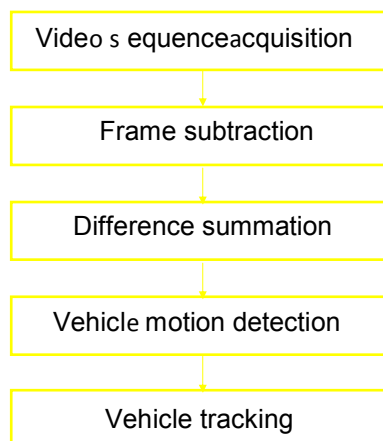 Video s equenceacquisition
Frame subtraction
Difference summation
Vehicle motion detection
Vehicle tracking